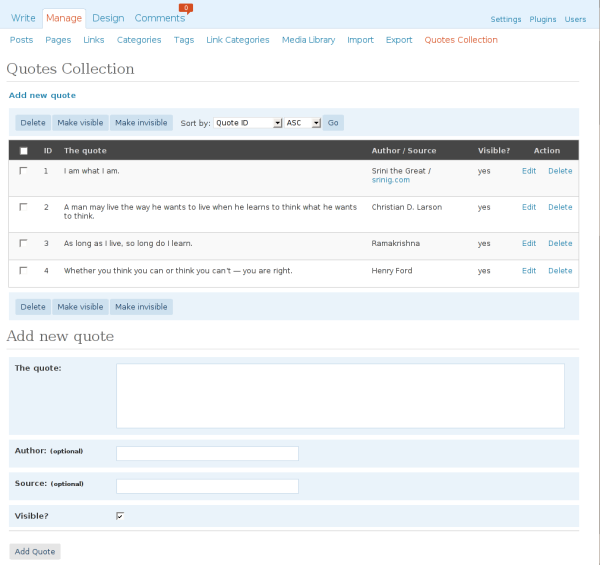 0
Write Manage Design Comments Settings Plugins Users
Posts Pages Links Categories Tags Link Categories Media Library Import Export Quotes Collection
Quotes Collection
Add new quote
Delete Make visible Make invisible Sort by: Quote ID ASC Go
ID The quote Author / Source Visible? Action
1 I am what I am. Srini the Great / yes Edit Delete
srinig.com
2 A man may live the way he wants to live when he learns to think what he wants Christian D. Larson yes Edit Delete
to think.
3 As long as I live, so long do I learn. Ramakrishna yes Edit Delete
4 Whether you think you can or think you can't — you are right. Henry Ford yes Edit Delete
Delete Make visible Make invisible
Add new quote
The quote:
Author: (optional)
Source: (optional)
Visible?
Add Quote